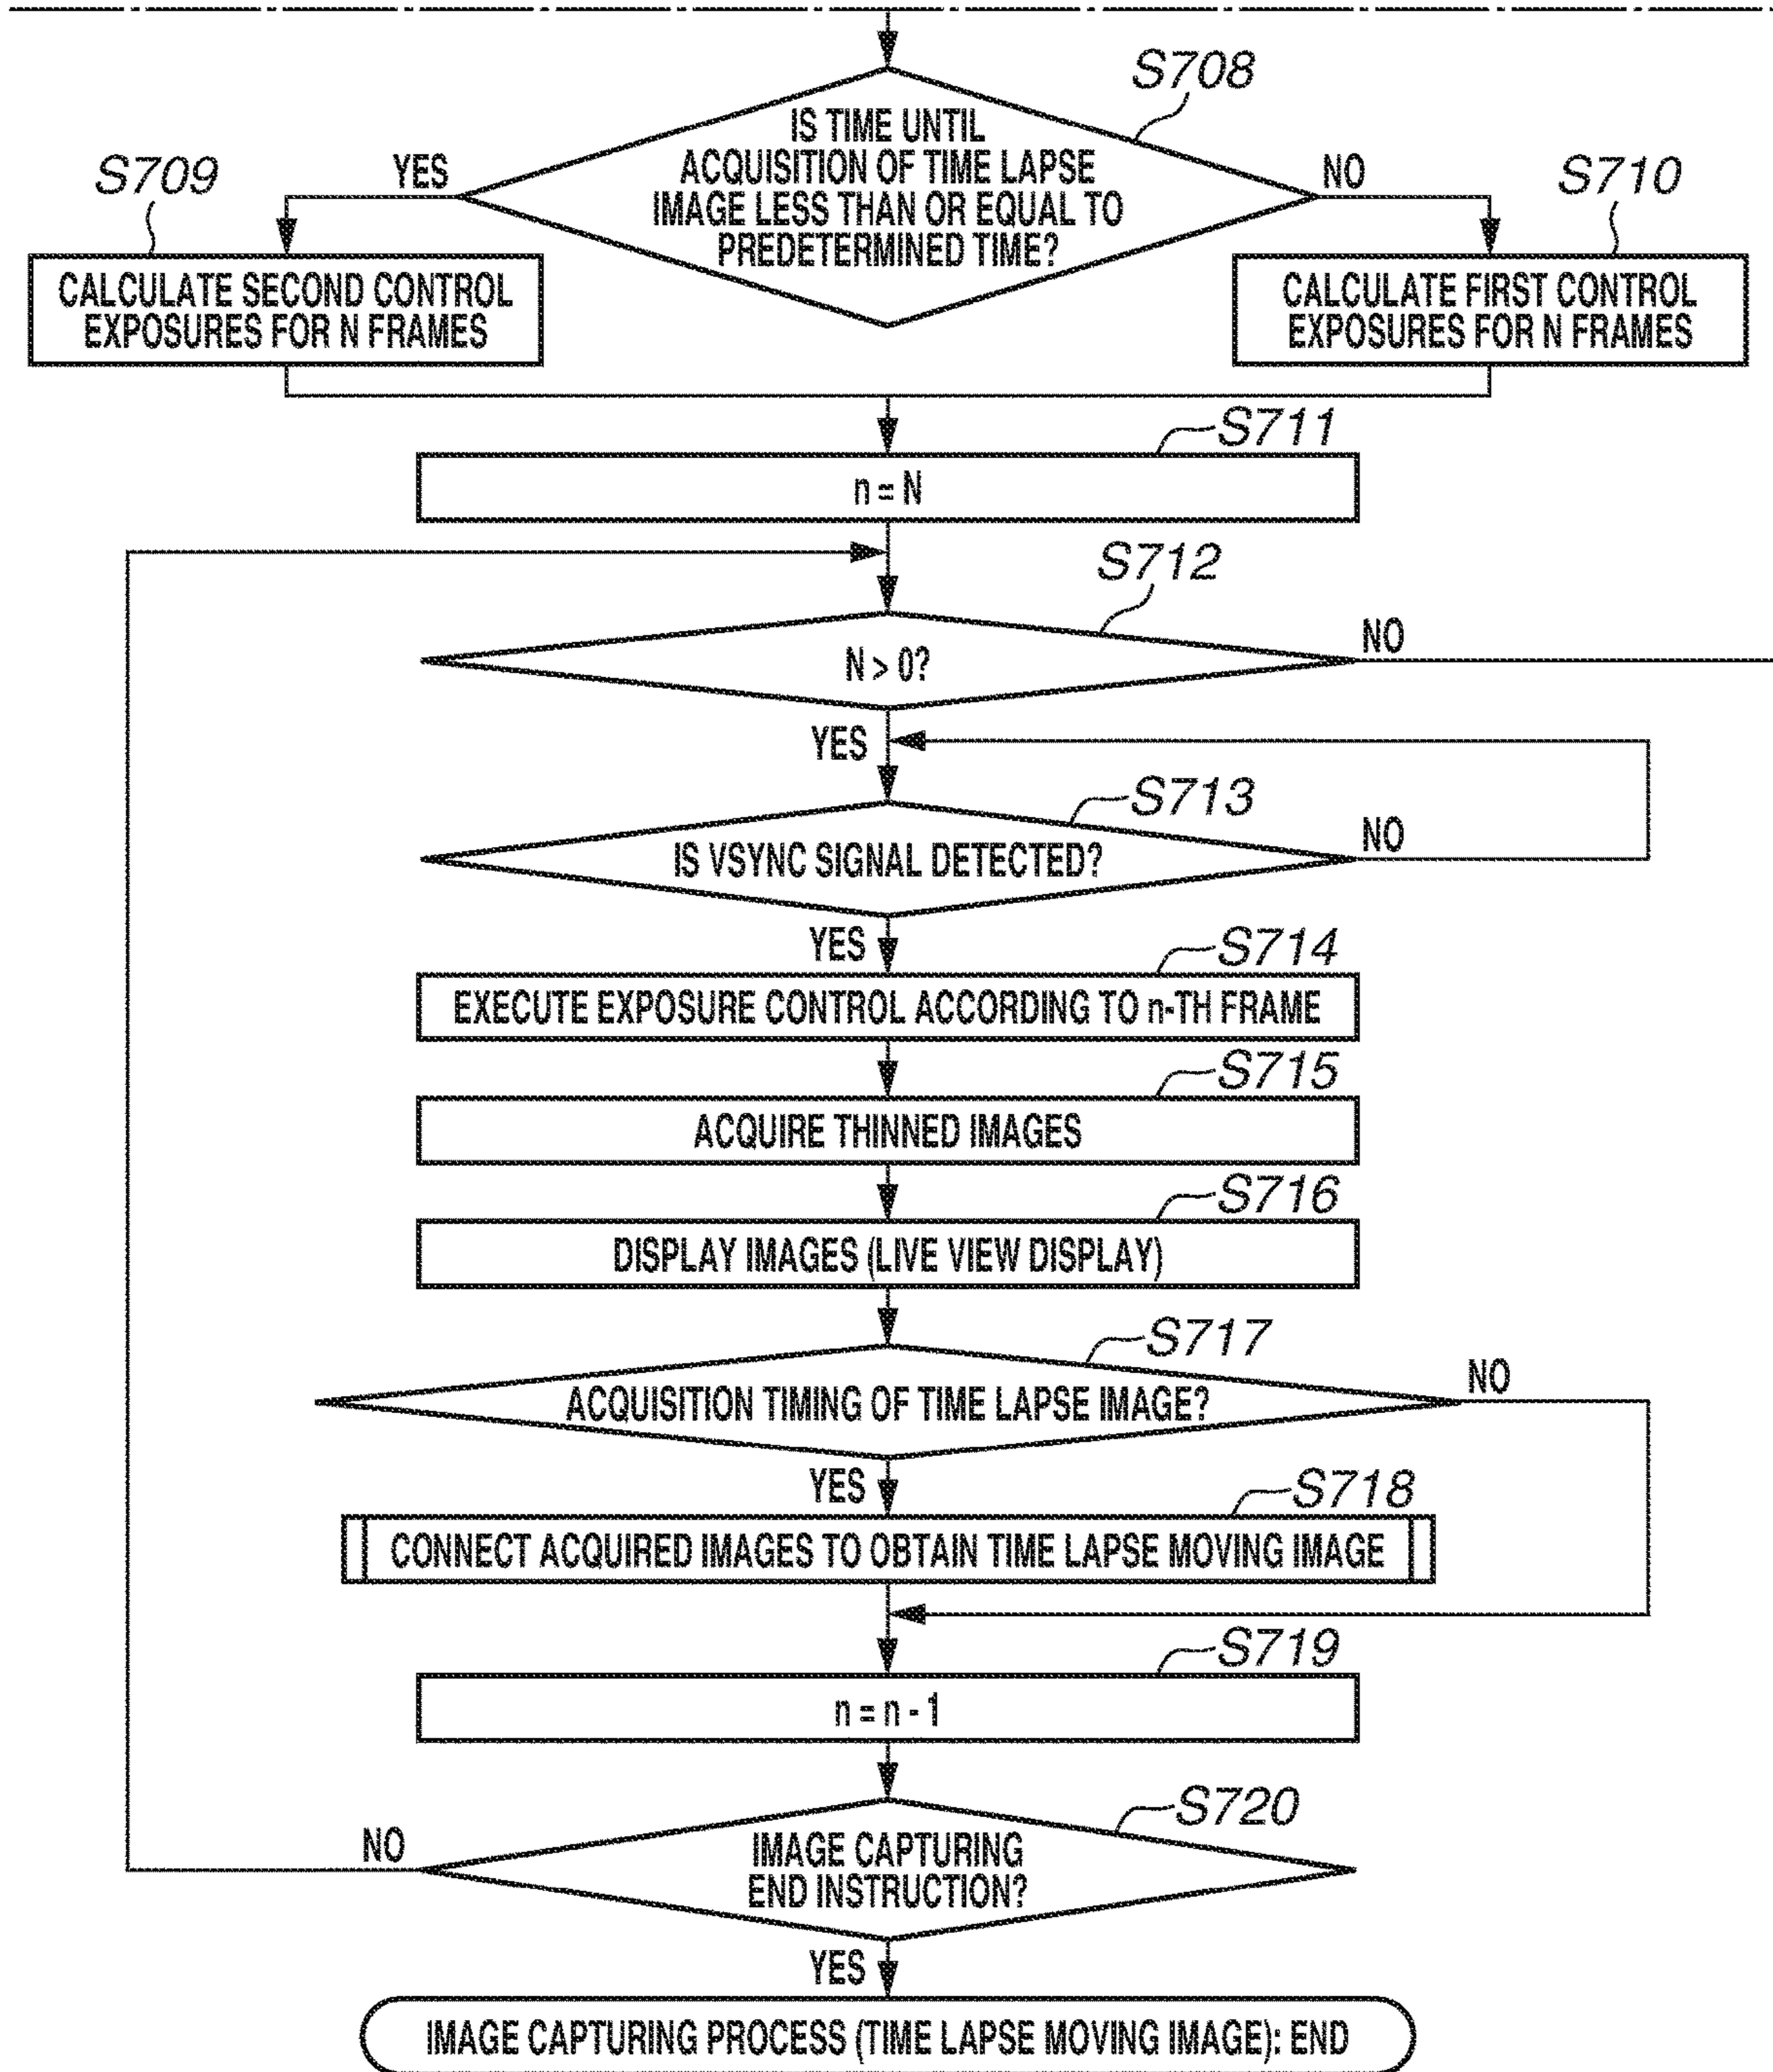 S708
IS TIME UNTIL
ACQUISITION OF TIME LAPSE
IMAGE LESS THAN OR EQUAL TO
PREDETERMINED TIME?
YES
NO
S709
S710
CALCULATE SECOND CONTROL
EXPOSURES FOR N FRAMES
CALCULATE FIRST CONTROL
EXPOSURES FOR N FRAMES
S711
n = N
S712
N > 0?
NO
YES
S713
IS VSYNC SIGNAL DETECTED?
NO
YES
S714
EXECUTE EXPOSURE CONTROL ACCORDING TO n-TH FRAME
S715
ACQUIRE THINNED IMAGES
S716
DISPLAY IMAGES (LIVE VIEW DISPLAY)
S717
ACQUISITION TIMING OF TIME LAPSE IMAGE?
NO
YES
S718
CONNECT ACQUIRED IMAGES TO OBTAIN TIME LAPSE MOVING IMAGE
S719
n = n - 1
S720
IMAGE CAPTURING
END INSTRUCTION?
NO
YES
IMAGE CAPTURING PROCESS (TIME LAPSE MOVING IMAGE): END